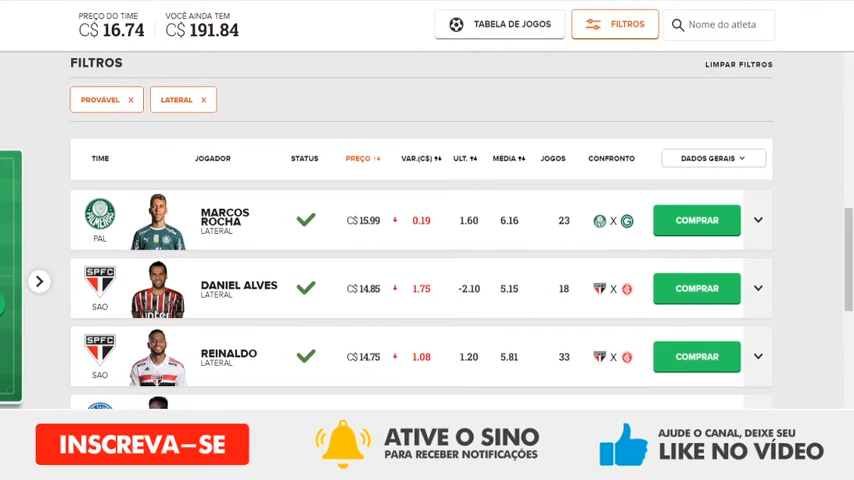 PREÇO DO TIME
C$ 16.74
VOCÊ AINDA TEM
C$ 191.84
TABELA DE JOGOS
FILTROS
Nome do atleta
FILTROS
LIMPAR FILTROS
PROVÁVEL X
LATERAL X
TIME JOGADOR STATUS PREÇO VAR.(C$) ULT. MÉDIA JOGOS CONFRONTO DADOS GERAIS
PALMEIRAS
PAL
MARCOS ROCHA
LATERAL
C$ 15.99 0.19 1.60 6.16 23 X COMPRAR
SPFC
SAO
DANIEL ALVES
LATERAL
C$ 14.85 1.75 -2.10 5.15 18 X COMPRAR
SPFC
SAO
REINALDO
LATERAL
C$ 14.75 1.08 1.20 5.81 33 X COMPRAR
INSCREVA-SE
ATIVE O SINO
PARA RECEBER NOTIFICAÇÕES
AJUDE O CANAL, DEIXE SEU
LIKE NO VÍDEO